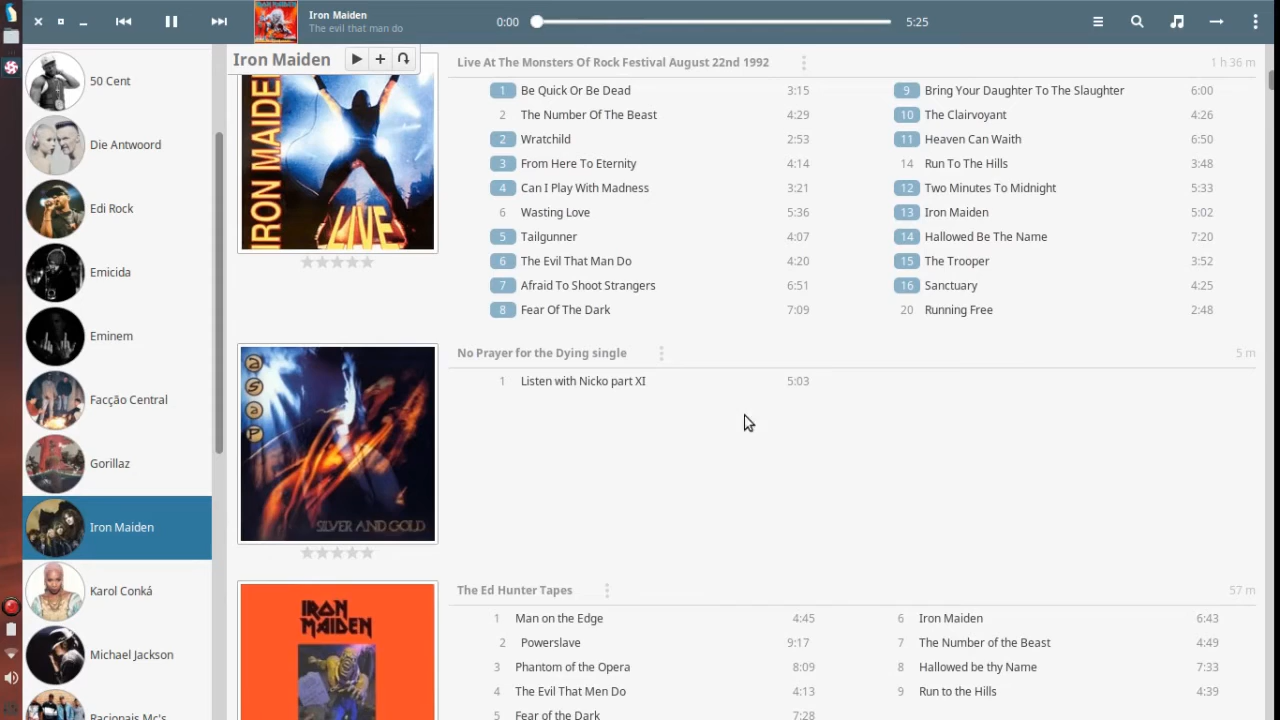 Iron Maiden
The evil that man do
0:00
5:25
50 Cent
Die Antwoord
Edi Rock
Emicida
Eminem
Facção Central
Gorillaz
Iron Maiden
Karol Conká
Michael Jackson
Racionais Mc's
Iron Maiden
IRON MAIDEN
LIVE
Live At The Monsters Of Rock Festival August 22nd 1992
1 h 36 m
1 Be Quick Or Be Dead 3:15
2 The Number Of The Beast 4:29
2 Wratchild 2:53
3 From Here To Eternity 4:14
4 Can I Play With Madness 3:21
6 Wasting Love 5:36
5 Tailgunner 4:07
6 The Evil That Man Do 4:20
7 Afraid To Shoot Strangers 6:51
8 Fear Of The Dark 7:09
9 Bring Your Daughter To The Slaughter 6:00
10 The Clairvoyant 4:26
11 Heaven Can Waith 6:50
14 Run To The Hills 3:48
12 Two Minutes To Midnight 5:33
13 Iron Maiden 5:02
14 Hallowed Be The Name 7:20
15 The Trooper 3:52
16 Sanctuary 4:25
20 Running Free 2:48
a
s
a
P
SILVER AND GOLD
No Prayer for the Dying single
5 m
1 Listen with Nicko part XI 5:03
IRON
MAIDEN
The Ed Hunter Tapes
57 m
1 Man on the Edge 4:45
2 Powerslave 9:17
3 Phantom of the Opera 8:09
4 The Evil That Men Do 4:13
5 Fear of the Dark 7:28
6 Iron Maiden 6:43
7 The Number of the Beast 4:49
8 Hallowed be thy Name 7:33
9 Run to the Hills 4:39